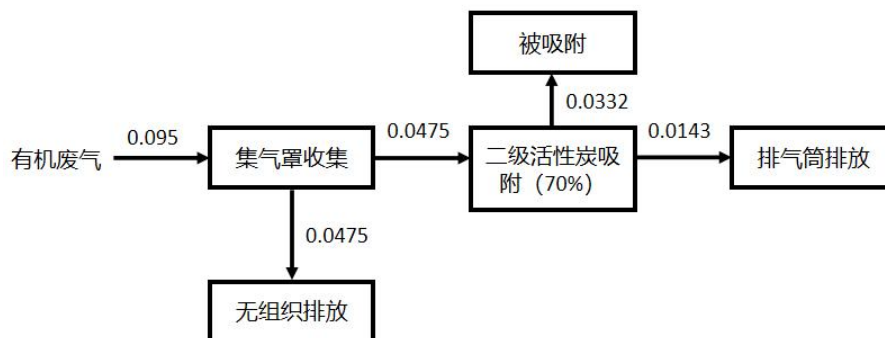 被吸附
0.0332
有机废气
0.095
集气罩收集
0.0475
二级活性炭吸
附（70%）
0.0143
排气筒排放
0.0475
无组织排放